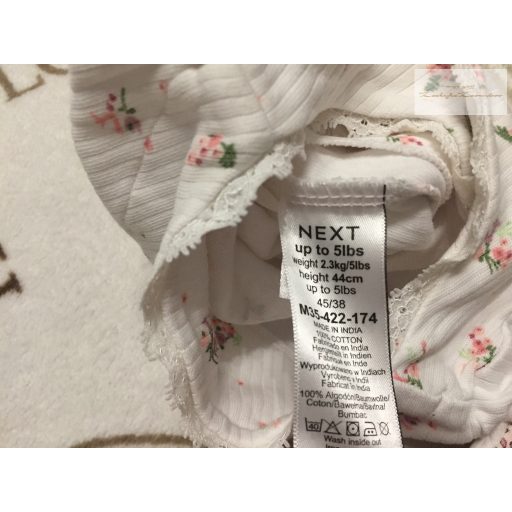 NEXT
up to 5lbs
weight 2.3kg/5lbs
height 44cm
up to 5lbs
45/38
M35-422-174
MADE IN INDIA
100% COTTON
Fabricado en India
Hergestellt in Indien
Fabriqué en Inde
Wyprodukowano w Indiach
Vyrobeno v Indii
Fabricat în India
100% Algodón/Baumwolle/
Coton/Bawełna/Bavlna/
Bumbac
40
Wash inside out